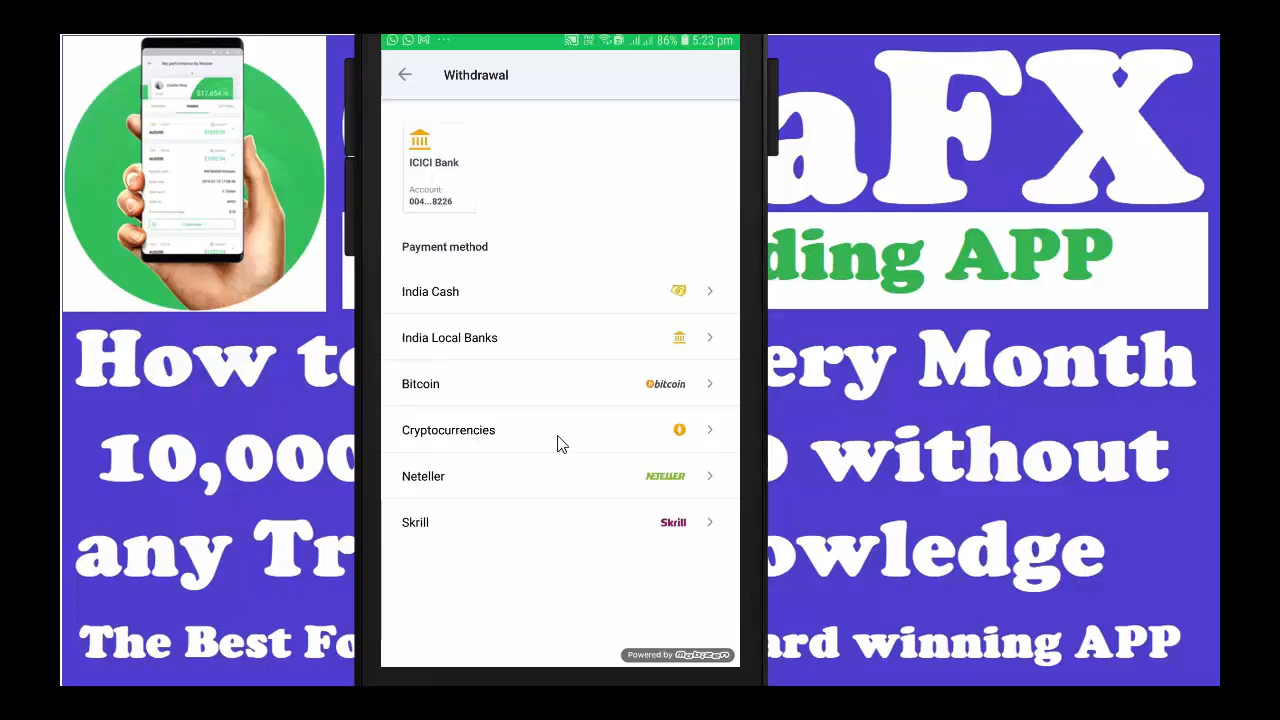 86% 5:23 pm
Withdrawal
My performance by Master
$17,654
ICICI Bank
Account
004...8226
Payment method
India Cash
India Local Banks
Bitcoin
bitcoin
Cryptocurrencies
Neteller
NETELLER
Skrill
Skrill
Powered by mobizen
aFX
ding APP
How to
ery Month
10,000
without
any Tr
owledge
The Best Fo
ard winning APP